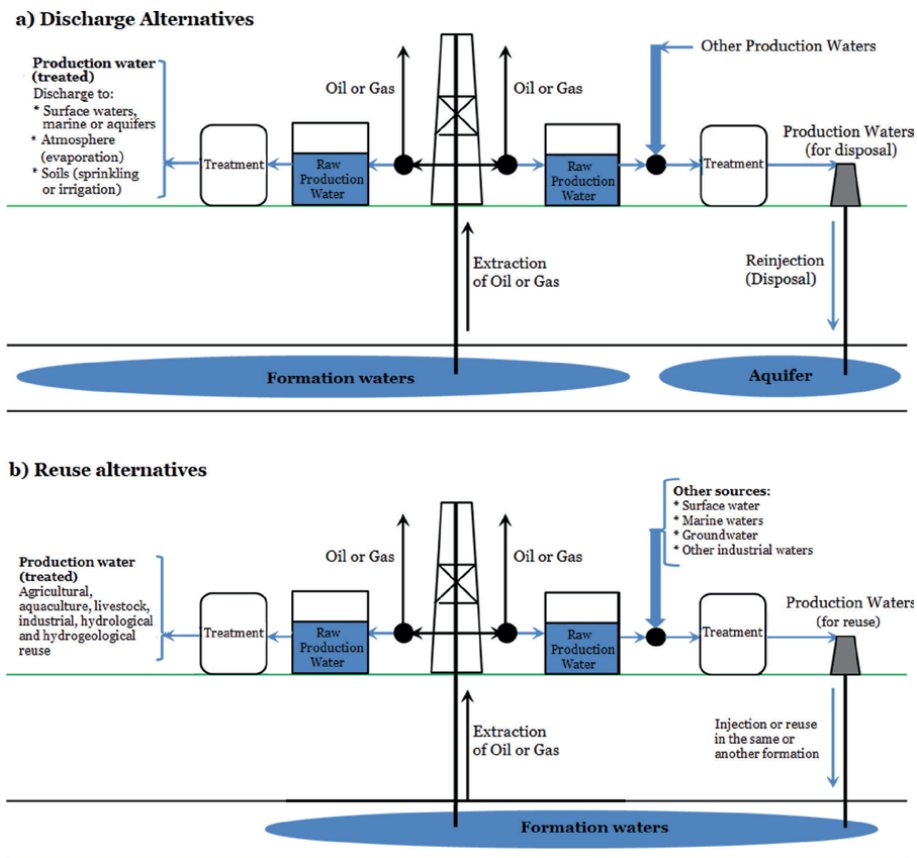 a) Discharge Alternatives
Production water
(treated)
Discharge to:
* Surface waters,
marine or aquifers
* Atmosphere
(evaporation)
* Soils (sprinkling
or irrigation)
Treatment
Raw
Production
Water
Oil or Gas
Oil or Gas
Raw
Production
Water
Other Production Waters
Treatment
Production Waters
(for disposal)
Extraction
of Oil or Gas
Reinjection
(Disposal)
Formation waters
Aquifer
b) Reuse alternatives
Production water
(treated)
Agricultural,
aquaculture, livestock,
industrial, hydrological
and hydrogeological
reuse
Treatment
Raw
Production
Water
Oil or Gas
Oil or Gas
Raw
Production
Water
Other sources:
* Surface water
* Marine waters
* Groundwater
* Other industrial waters
Treatment
Production Waters
(for reuse)
Extraction
of Oil or Gas
Injection or reuse
in the same or
another formation
Formation waters